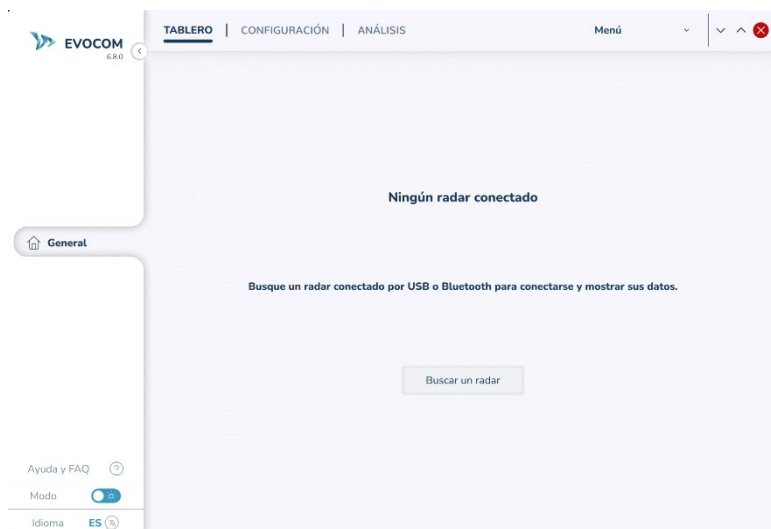 EVOCOM
6.8.0
TABLERO | CONFIGURACIÓN | ANÁLISIS
Menú
Ningún radar conectado
General
Busque un radar conectado por USB o Bluetooth para conectarse y mostrar sus datos.
Buscar un radar
Ayuda y FAQ ?
Modo
Idioma ES